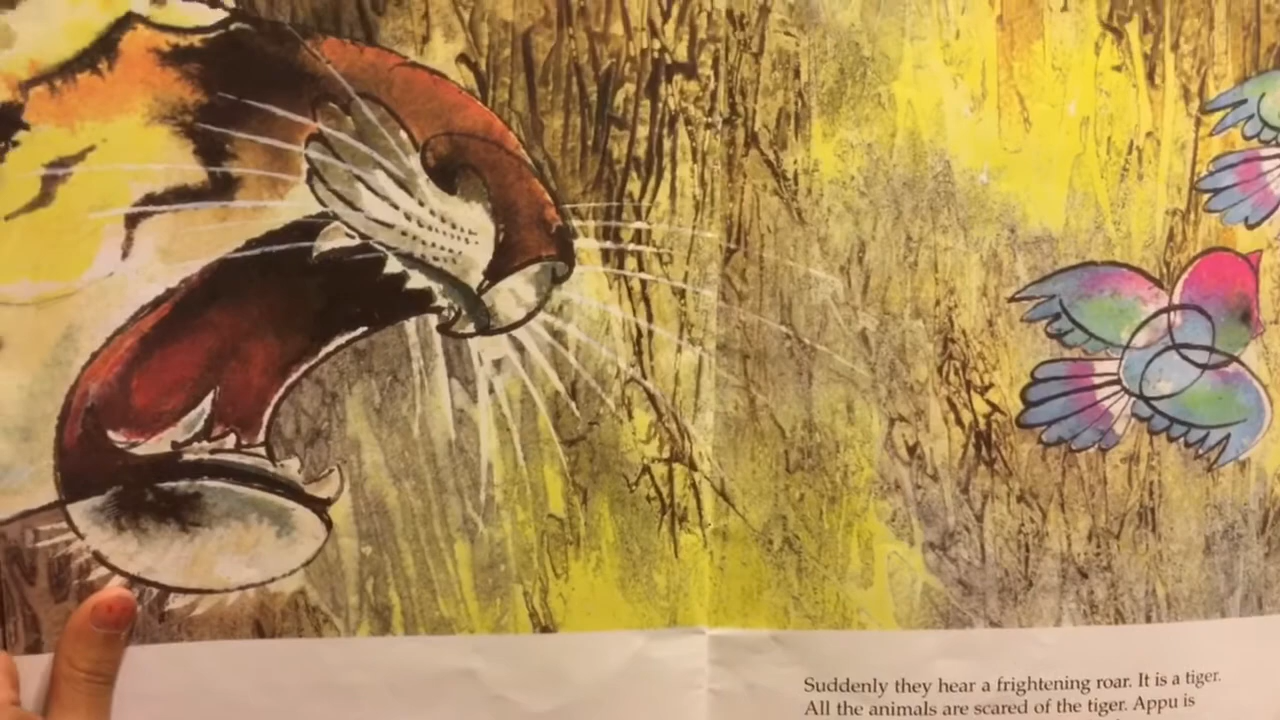 Suddenly they hear a frightening roar. It is a tiger.
All the animals are scared of the tiger. Appu is